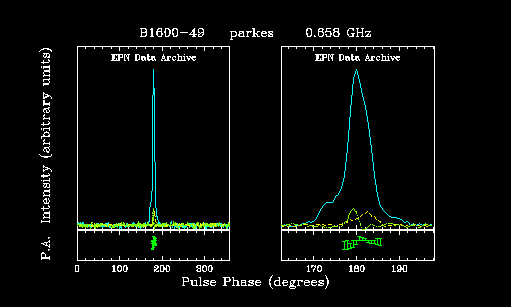 B1600-49 parkes 0.658 GHz
EPN Data Archive EPN Data Archive
P.A. Intensity (arbitrary units)
0 100 200 300 170 180 190
Pulse Phase (degrees)